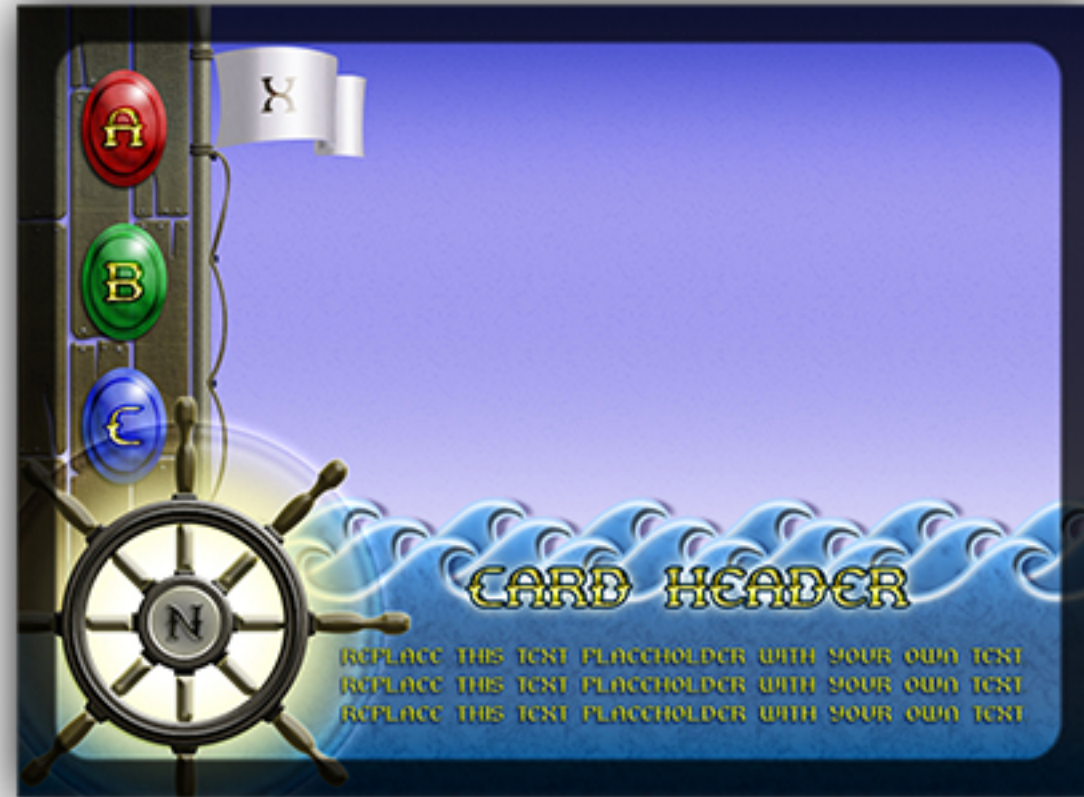 X
A
B
C
N
CARD HEADER
REPLACE THIS TEXT PLACEHOLDER WITH YOUR OWN TEXT
REPLACE THIS TEXT PLACEHOLDER WITH YOUR OWN TEXT
REPLACE THIS TEXT PLACEHOLDER WITH YOUR OWN TEXT